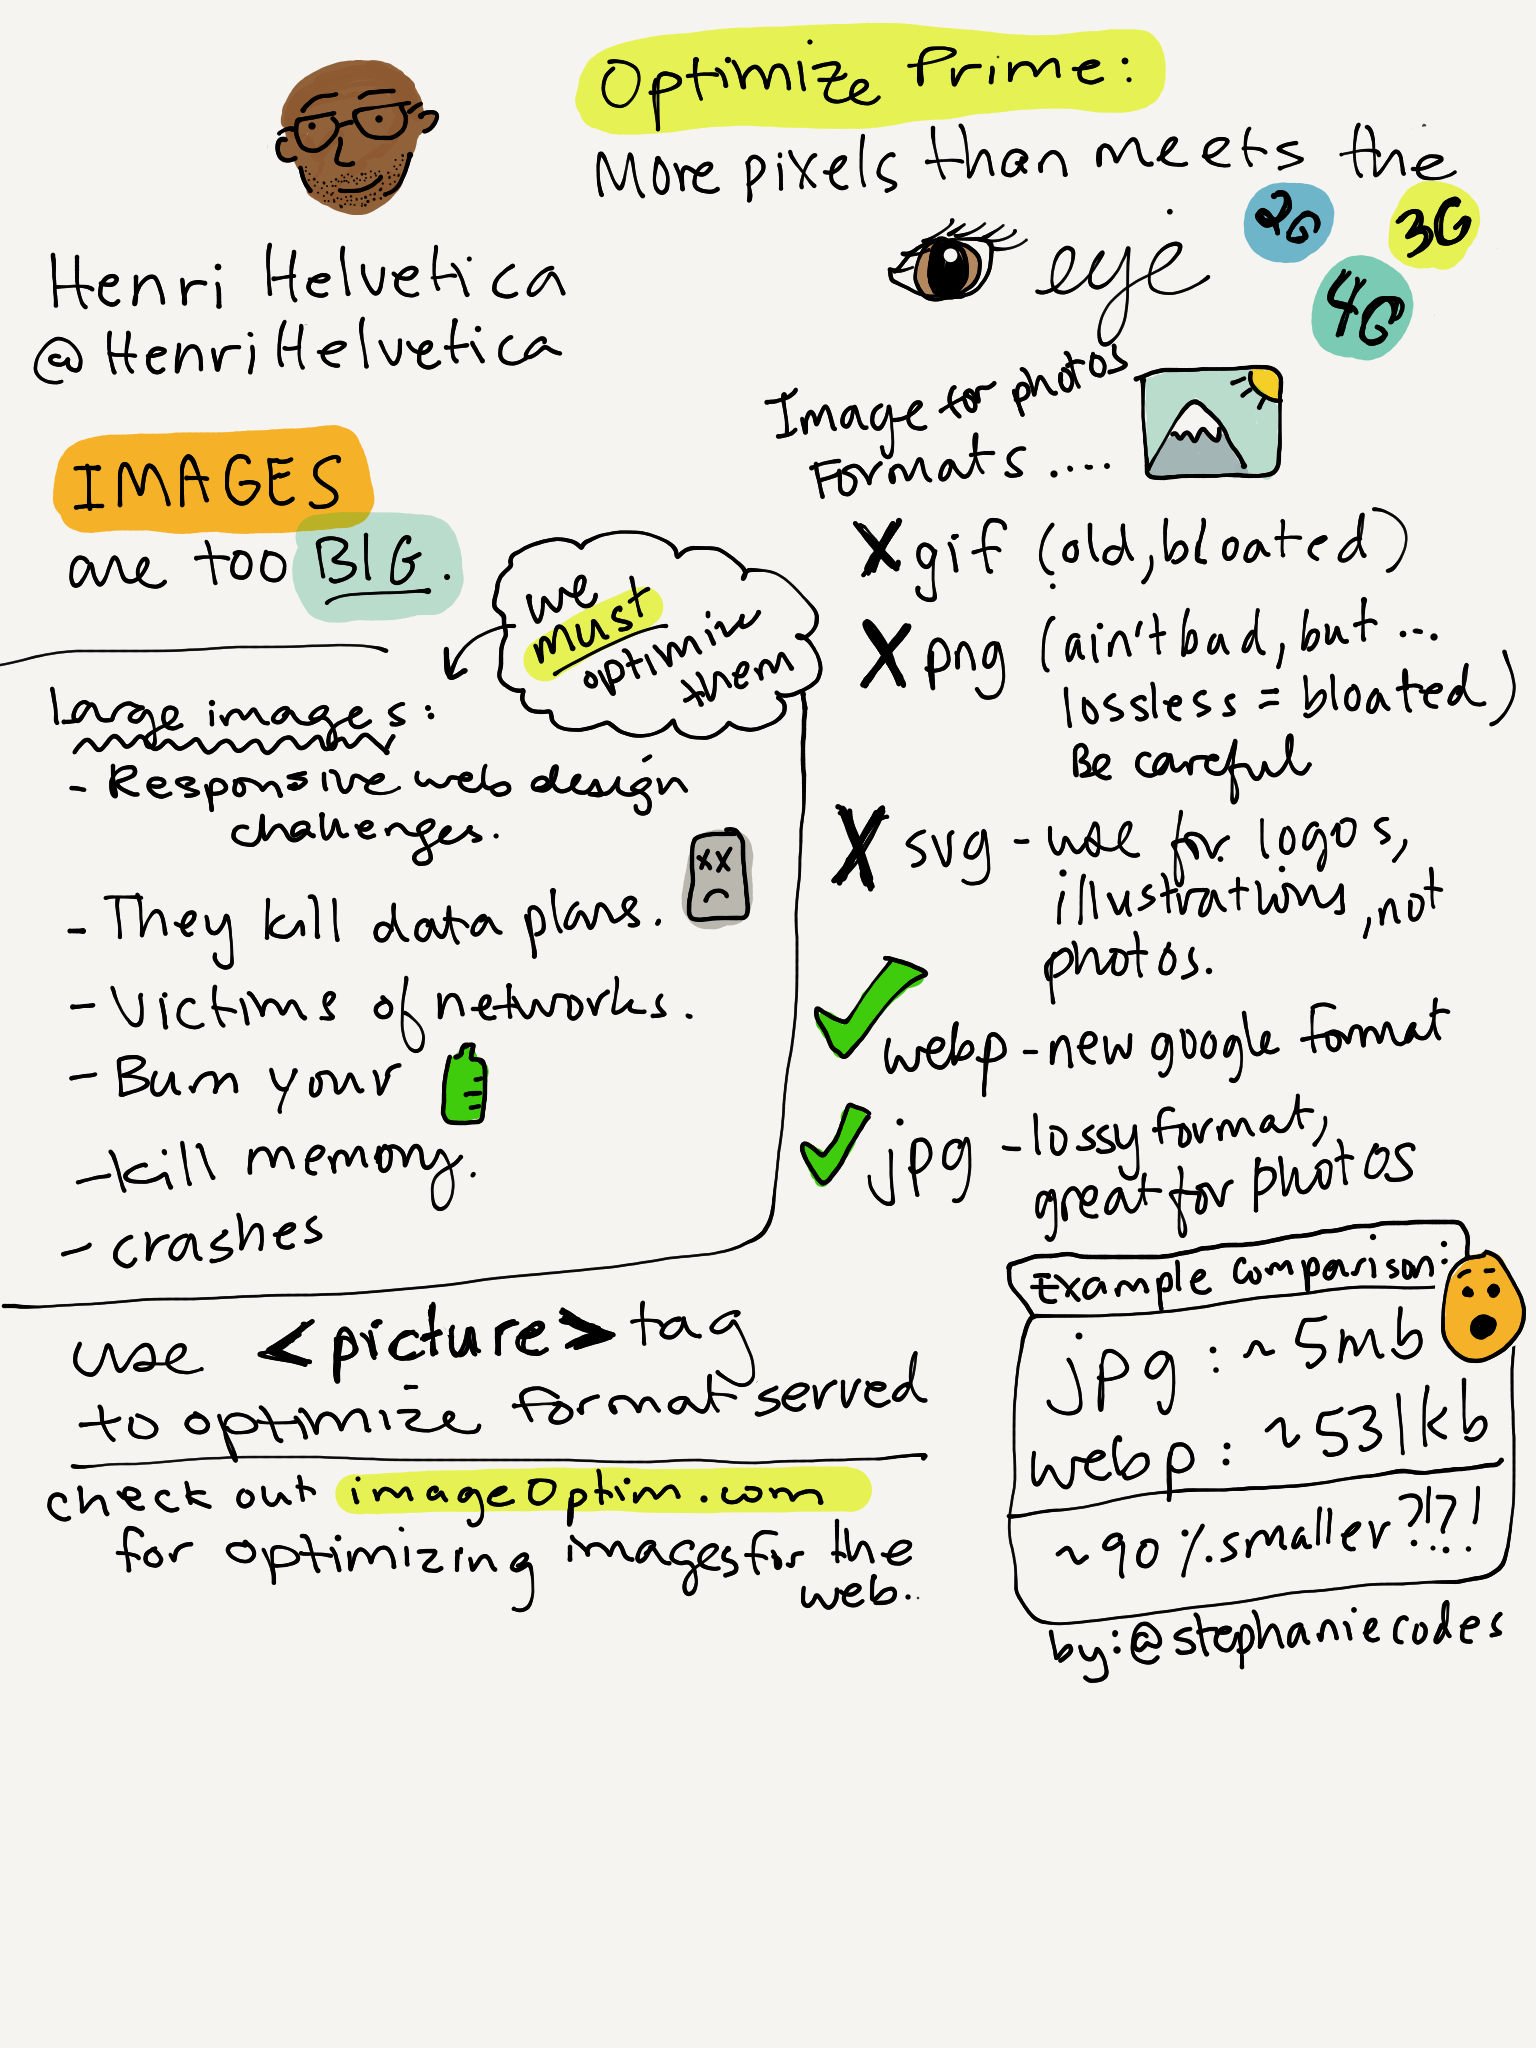 Optimize Prime:
More pixels than meets the
eye
2G
3G
4G
Henri Helvetica
@HenriHelvetica
IMAGES
are too BIG.
we
must
optimize
them
Large images:
- Responsive web design
challenges.
- They kill data plans.
- Victims of networks.
- Burn your
- kill memory.
- crashes
use <picture> tag
to optimize format served
check out imageOptim.com
for optimizing images for the
web.
Image for photos
Formats ....
X gif (old, bloated)
X png (ain't bad, but ...
lossless = bloated)
Be careful
X svg - use for logos,
illustrations, not
photos.
webp - new google format
jpg - lossy format,
great for photos
Example comparison:
jpg : ~ 5mb
webp : ~531kb
~90% smaller?!?!
by: @stephaniecodes